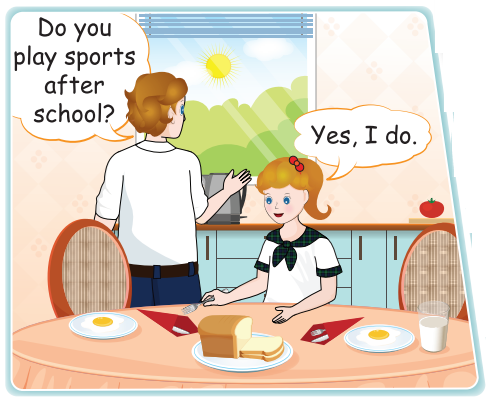 Do you
play sports
after
school?
Yes, I do.